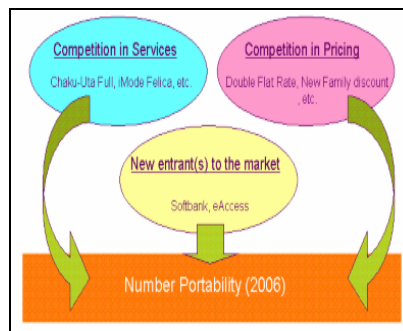 Competition in Services
Chaku-Uta Full, iMode Felica, etc.
Competition in Pricing
Double Flat Rate, New Family discount
, etc.
New entrant(s) to the market
Softbank, eAccess
Number Portability (2006)